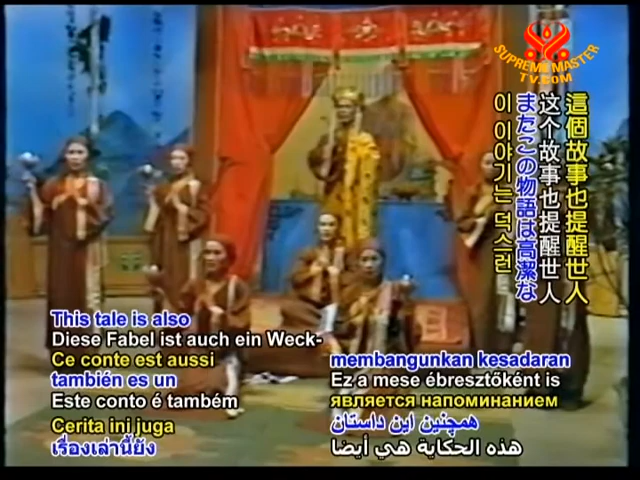 SUPREME MASTER
TV.COM
這個故事也提醒世人
这个故事也提醒世人
またこの物語は高潔な
이 이야기는 덕스런
This tale is also
Diese Fabel ist auch ein Weck-
Ce conte est aussi
también es un
Este conto é também
Cerita ini juga
เรื่องเล่านี้ยัง
membangunkan kesadaran
Ez a mese ébresztőként is
является напоминанием
همچنین این داستان
هذه الحكاية هي أيضا